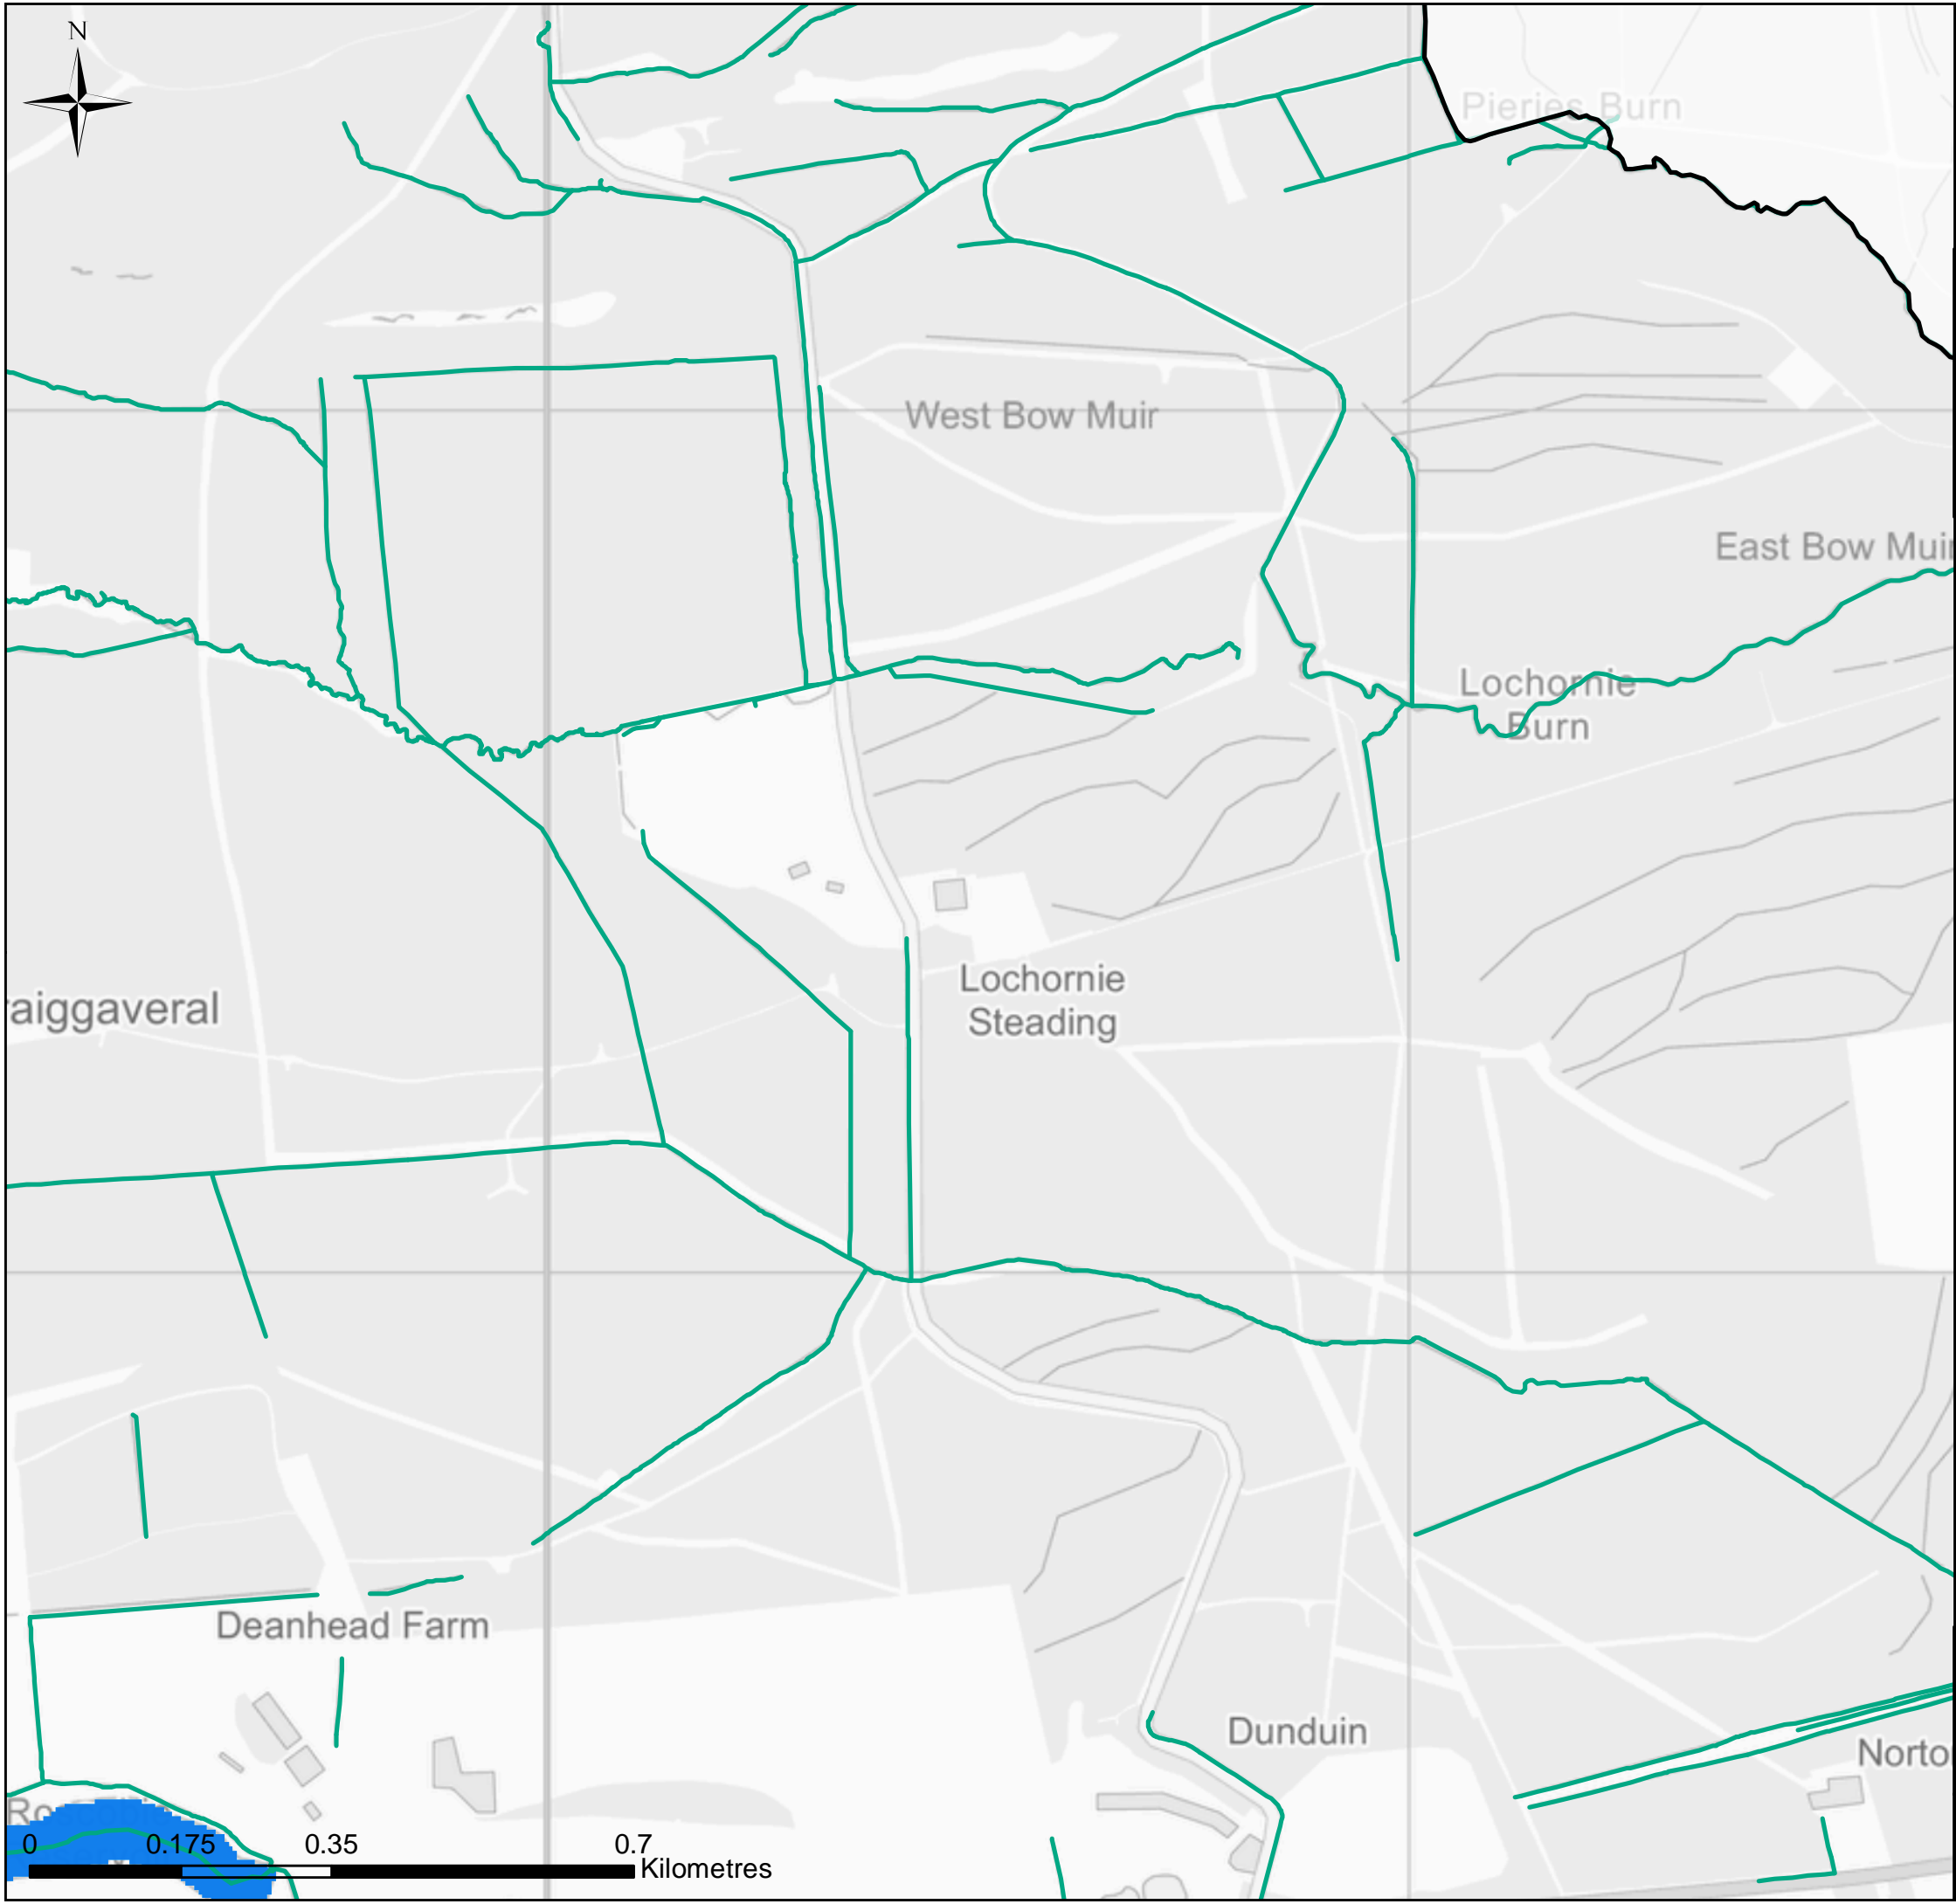 N
Pieries Burn
West Bow Muir
East Bow Muir
Lochornie
Burn
Lochornie
Steading
raiggaveral
Deanhead Farm
Dunduin
Norto
0 0.175 0.35 0.7
Kilometres